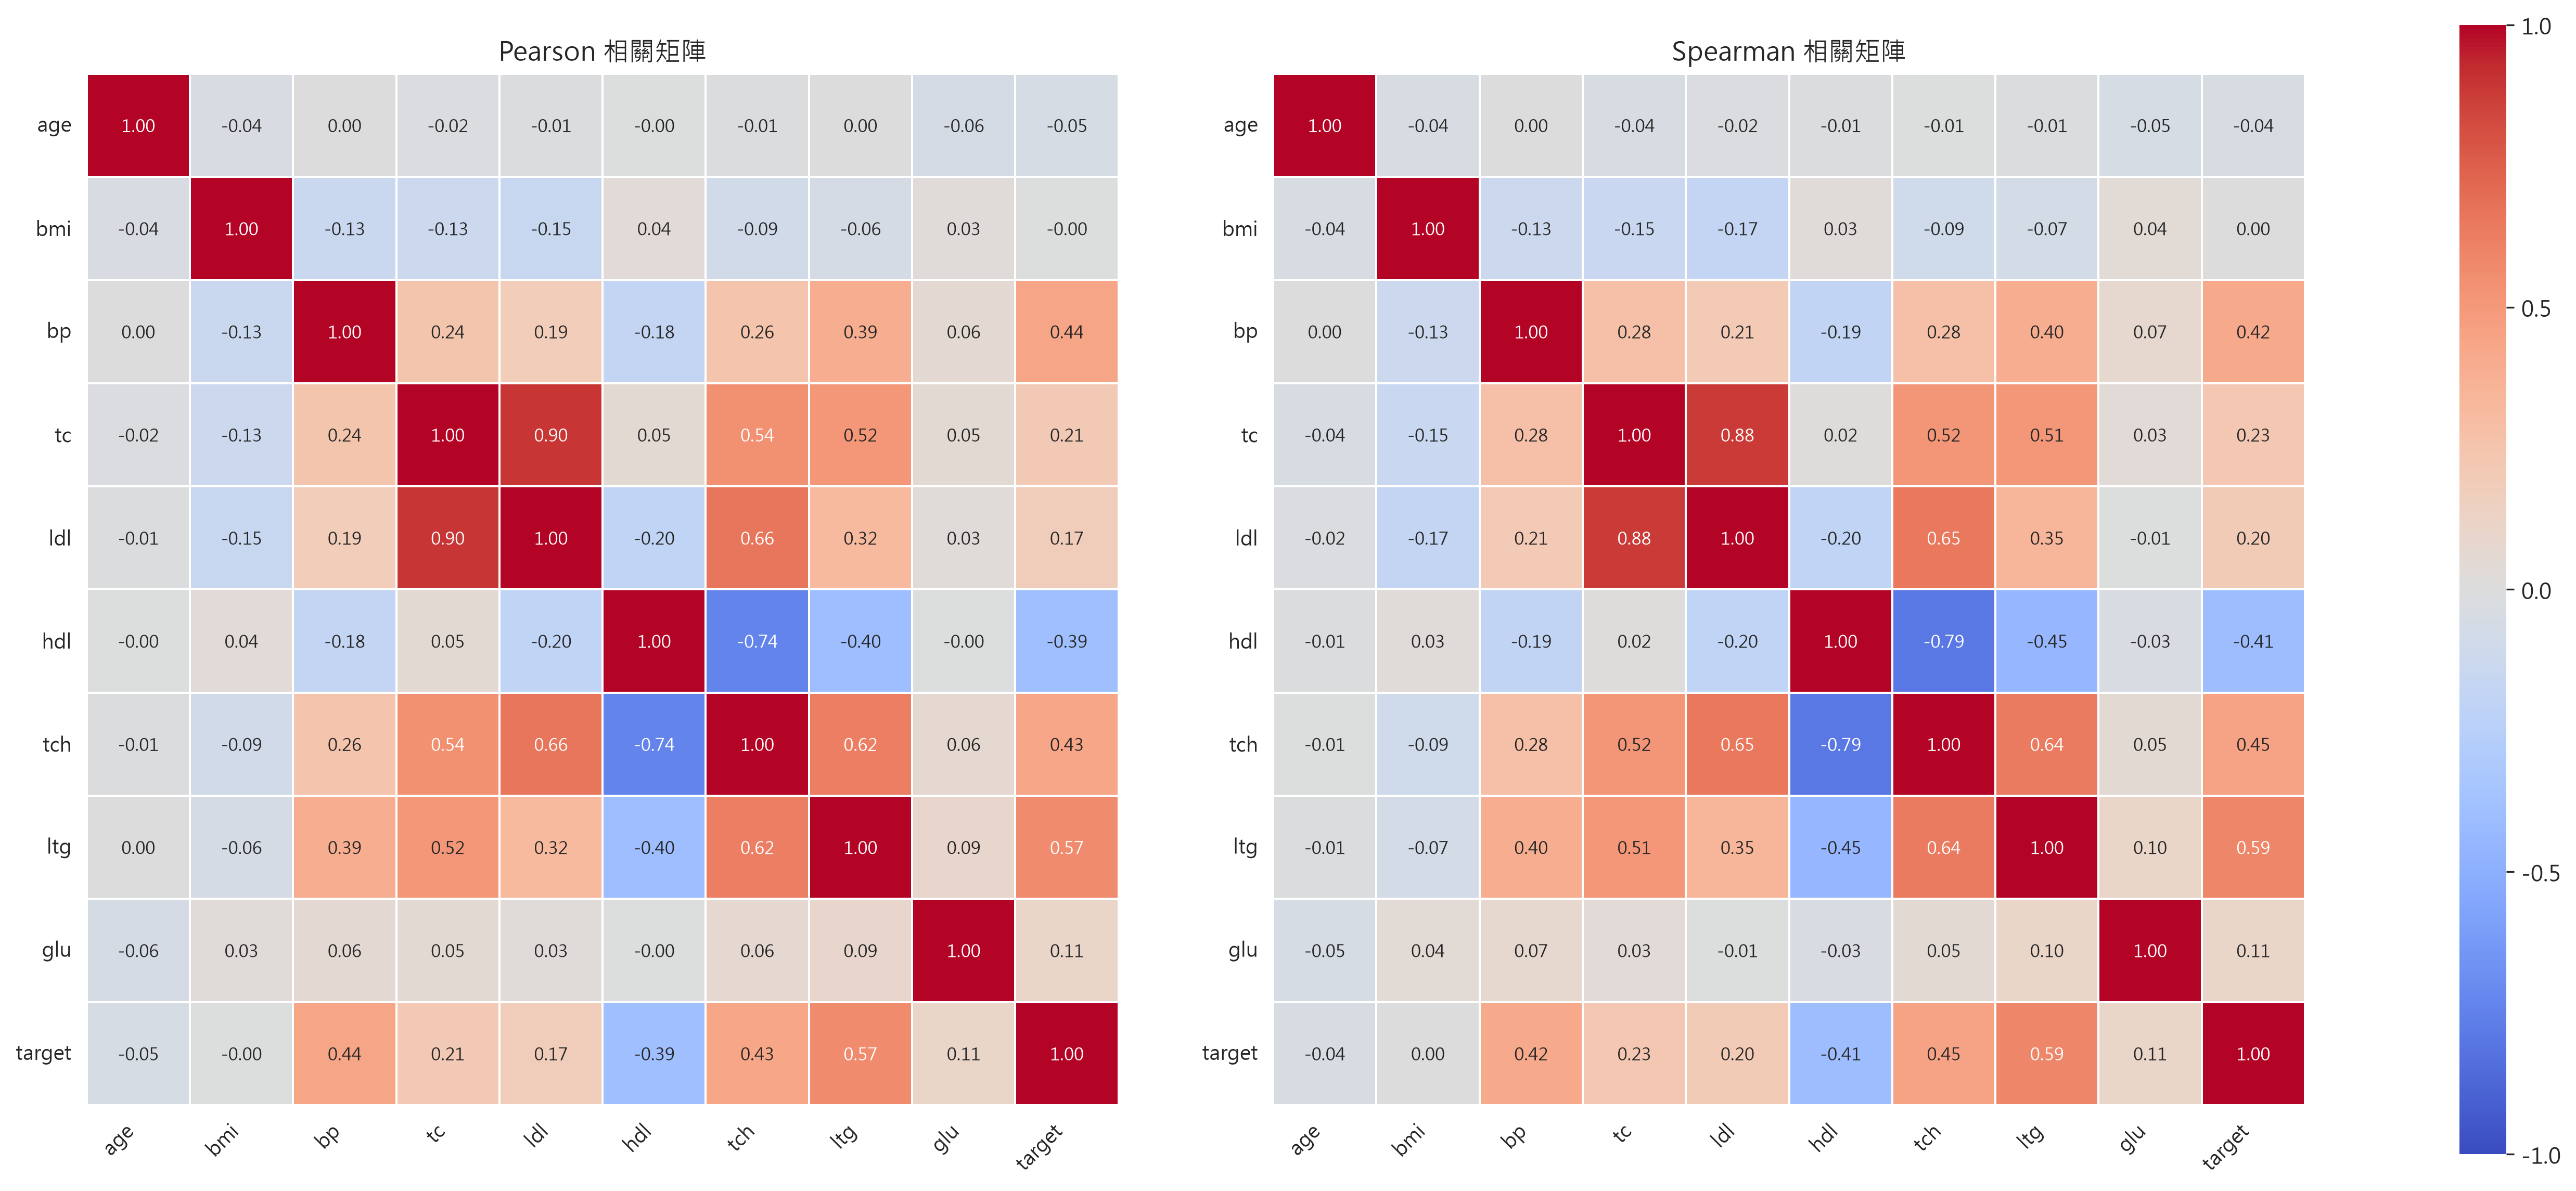 Pearson 相關矩陣
age 1.00 -0.04 0.00 -0.02 -0.01 -0.00 -0.01 0.00 -0.06 -0.05
bmi -0.04 1.00 -0.13 -0.13 -0.15 0.04 -0.09 -0.06 0.03 -0.00
bp 0.00 -0.13 1.00 0.24 0.19 -0.18 0.26 0.39 0.06 0.44
tc -0.02 -0.13 0.24 1.00 0.90 0.05 0.54 0.52 0.05 0.21
ldl -0.01 -0.15 0.19 0.90 1.00 -0.20 0.66 0.32 0.03 0.17
hdl -0.00 0.04 -0.18 0.05 -0.20 1.00 -0.74 -0.40 -0.00 -0.39
tch -0.01 -0.09 0.26 0.54 0.66 -0.74 1.00 0.62 0.06 0.43
ltg 0.00 -0.06 0.39 0.52 0.32 -0.40 0.62 1.00 0.09 0.57
glu -0.06 0.03 0.06 0.05 0.03 -0.00 0.06 0.09 1.00 0.11
target -0.05 -0.00 0.44 0.21 0.17 -0.39 0.43 0.57 0.11 1.00
age bmi bp tc ldl hdl tch ltg glu target
Spearman 相關矩陣
age 1.00 -0.04 0.00 -0.04 -0.02 -0.01 -0.01 -0.01 -0.05 -0.04
bmi -0.04 1.00 -0.13 -0.15 -0.17 0.03 -0.09 -0.07 0.04 0.00
bp 0.00 -0.13 1.00 0.28 0.21 -0.19 0.28 0.40 0.07 0.42
tc -0.04 -0.15 0.28 1.00 0.88 0.02 0.52 0.51 0.03 0.23
ldl -0.02 -0.17 0.21 0.88 1.00 -0.20 0.65 0.35 -0.01 0.20
hdl -0.01 0.03 -0.19 0.02 -0.20 1.00 -0.79 -0.45 -0.03 -0.41
tch -0.01 -0.09 0.28 0.52 0.65 -0.79 1.00 0.64 0.05 0.45
ltg -0.01 -0.07 0.40 0.51 0.35 -0.45 0.64 1.00 0.10 0.59
glu -0.05 0.04 0.07 0.03 -0.01 -0.03 0.05 0.10 1.00 0.11
target -0.04 0.00 0.42 0.23 0.20 -0.41 0.45 0.59 0.11 1.00
age bmi bp tc ldl hdl tch ltg glu target
1.0
0.5
0.0
-0.5
-1.0